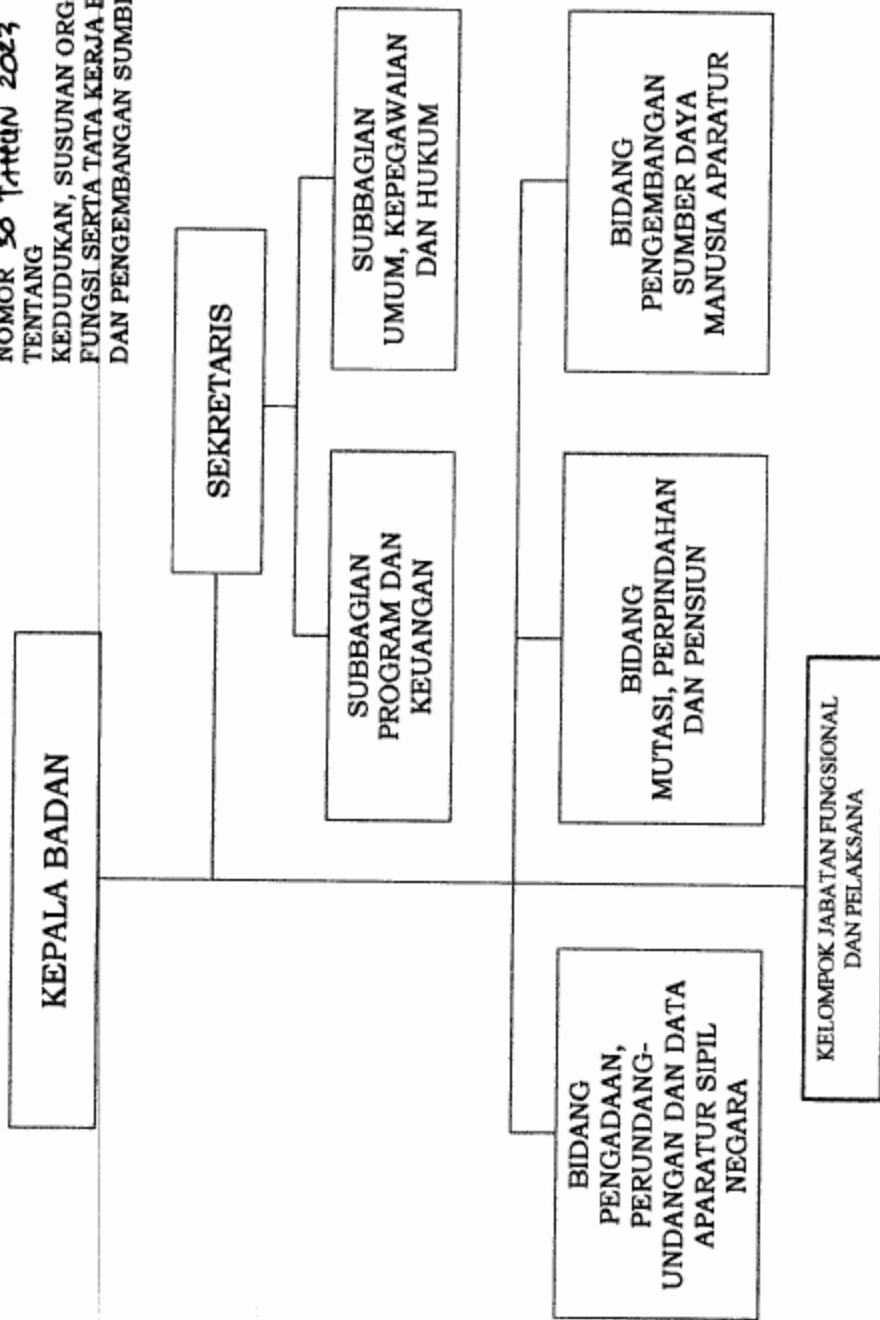 NOMOR 30 TAHUN 2023
TENTANG
KEDUDUKAN, SUSUNAN ORG
FUNGSI SERTA TATA KERJA
DAN PENGEMBANGAN SUMBE
KEPALA BADAN
SEKRETARIS
SUBBAGIAN
PROGRAM DAN
KEUANGAN
SUBBAGIAN
UMUM, KEPEGAWAIAN
DAN HUKUM
BIDANG
PENGADAAN,
PERUNDANG-
UNDANGAN DAN DATA
APARATUR SIPIL
NEGARA
BIDANG
MUTASI, PERPINDAHAN
DAN PENSIUN
BIDANG
PENGEMBANGAN
SUMBER DAYA
MANUSIA APARATUR
KELOMPOK JABATAN FUNGSIONAL
DAN PELAKSANA